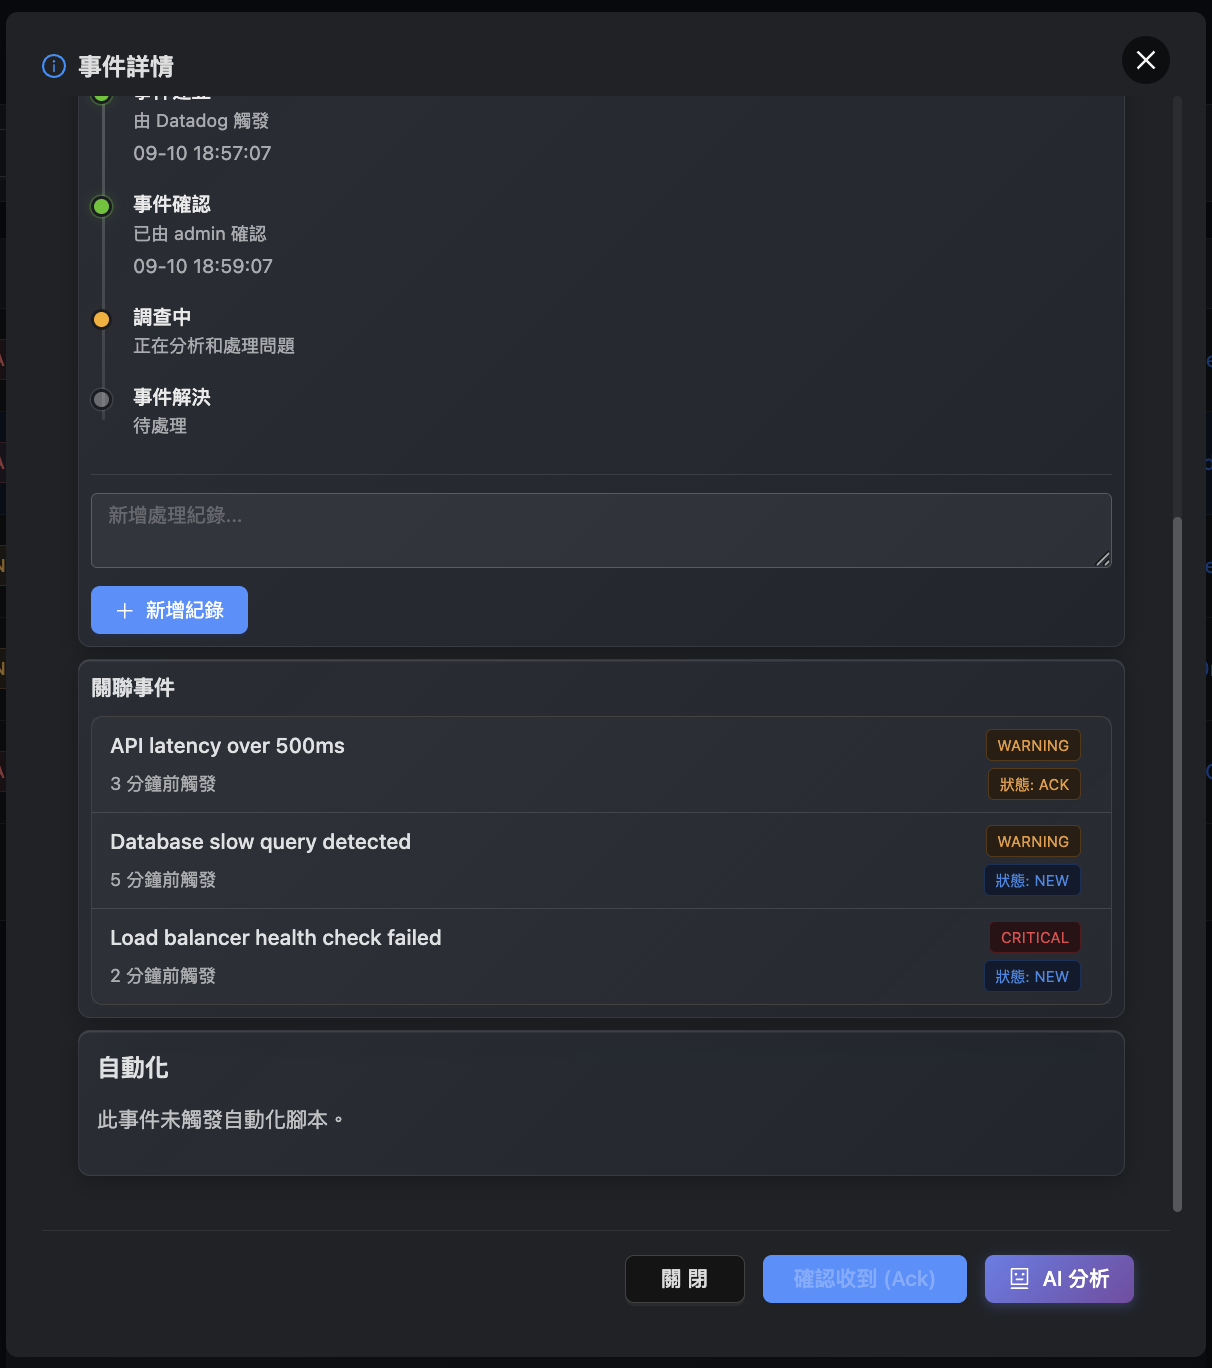 事件詳情
由 Datadog 觸發
09-10 18:57:07
事件確認
已由 admin 確認
09-10 18:59:07
調查中
正在分析和處理問題
事件解決
待處理
新增處理紀錄...
新增紀錄
關聯事件
API latency over 500ms
WARNING
3 分鐘前觸發
狀態: ACK
Database slow query detected
WARNING
5 分鐘前觸發
狀態: NEW
Load balancer health check failed
CRITICAL
2 分鐘前觸發
狀態: NEW
自動化
此事件未觸發自動化腳本。
關 閉
確認收到 (Ack)
AI 分析